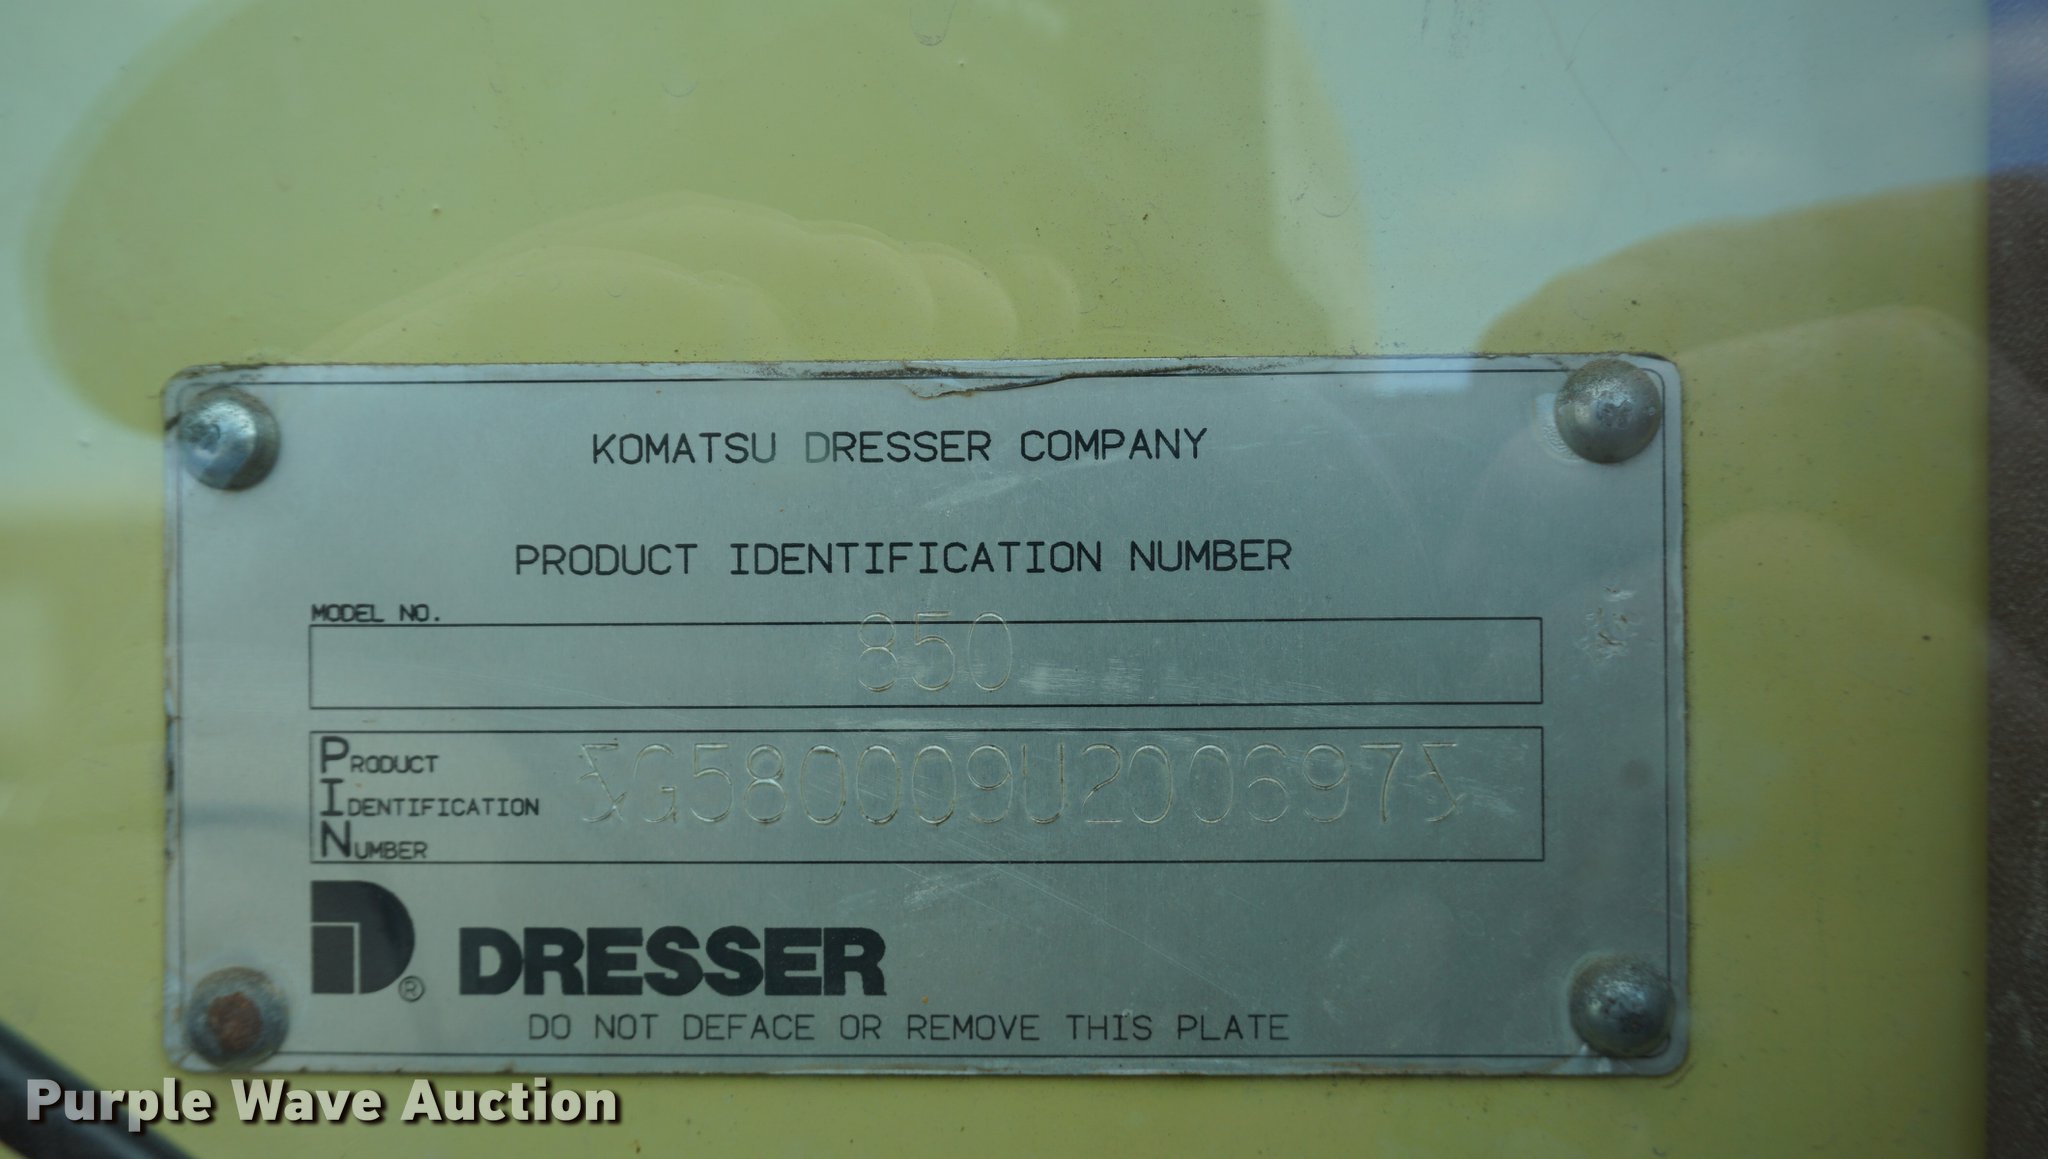 KOMATSU DRESSER COMPANY
PRODUCT IDENTIFICATION NUMBER
MODEL NO.
850
PRODUCT
IDENTIFICATION
NUMBER
G580009U200697
D® DRESSER
DO NOT DEFACE OR REMOVE THIS PLATE
Purple Wave Auction